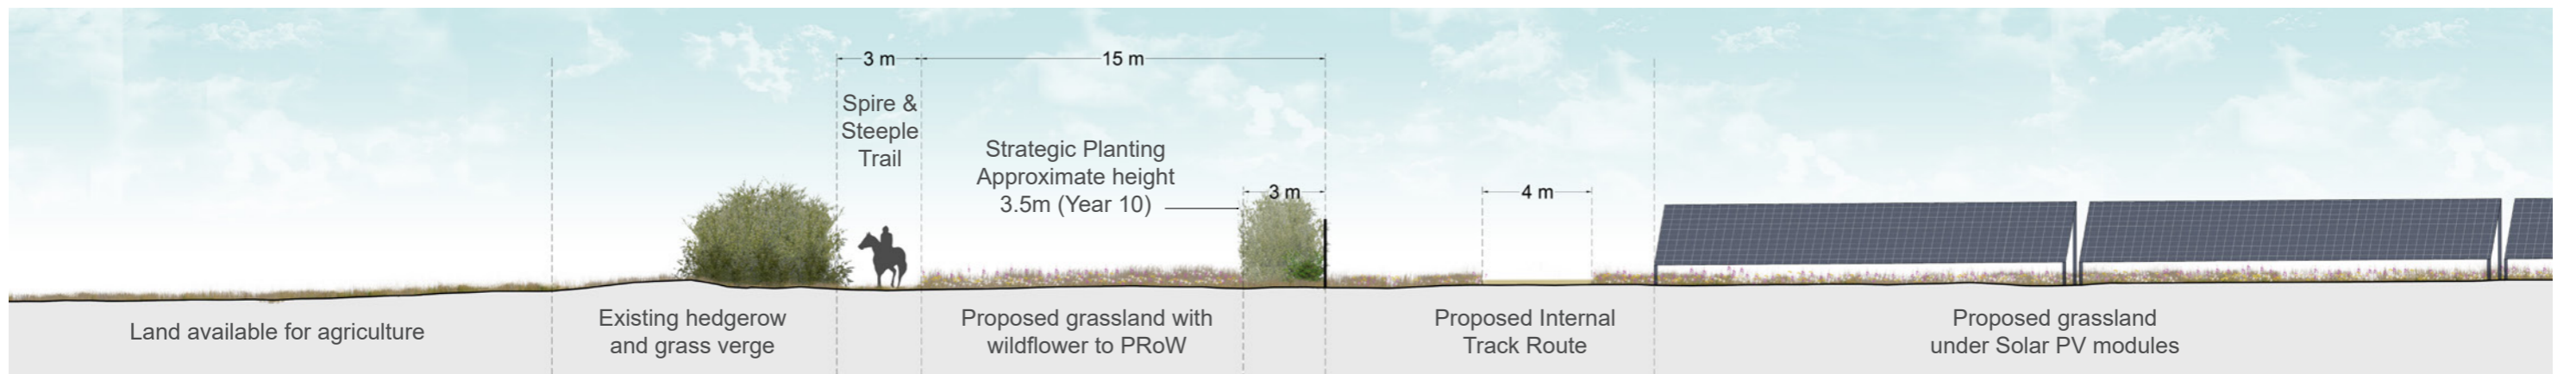 3 m
15 m
Spire &
Steeple
Trail
Strategic Planting
Approximate height
3.5m (Year 10)
3 m
4 m
Land available for agriculture
Existing hedgerow
and grass verge
Proposed grassland with
wildflower to PRoW
Proposed Internal
Track Route
Proposed grassland
under Solar PV modules